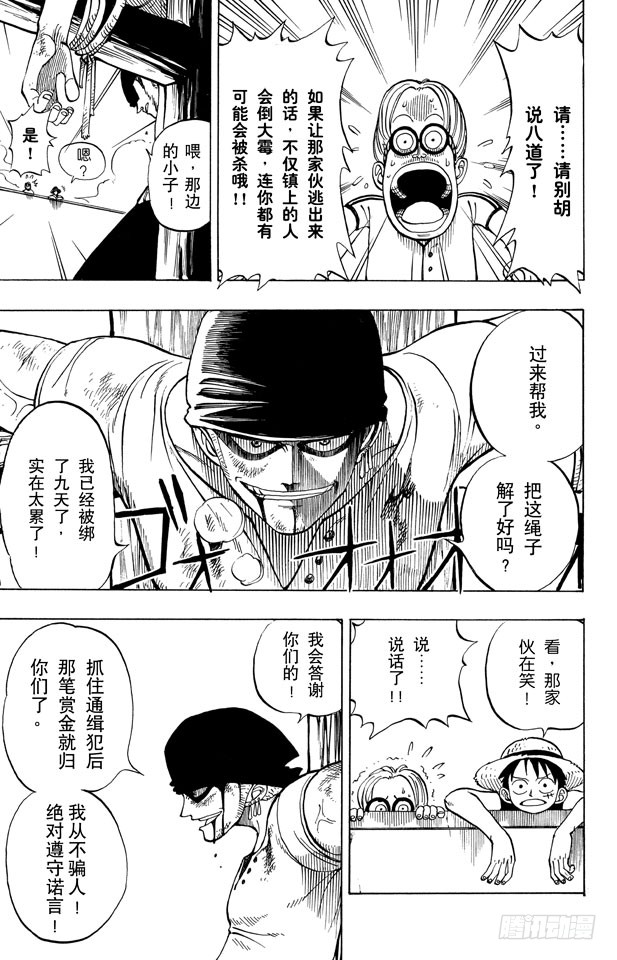 请……请别胡
说八道了！
如果让那家伙逃出来
的话，不仅镇上的人
会倒大霉，连你都有
可能会被杀哦!!
喂，那边
的小子！
嗯
？
是！
过来帮我。
把这绳子
解了好吗？
我已经被绑
了九天了，
实在太累了！
ゴオオオオ
看，那家
伙在笑！
说……
说话了!!
我会答谢
你们的！
抓住通缉犯后
那笔赏金就归
你们了。
我从不骗人！
绝对遵守诺言！
腾讯动漫